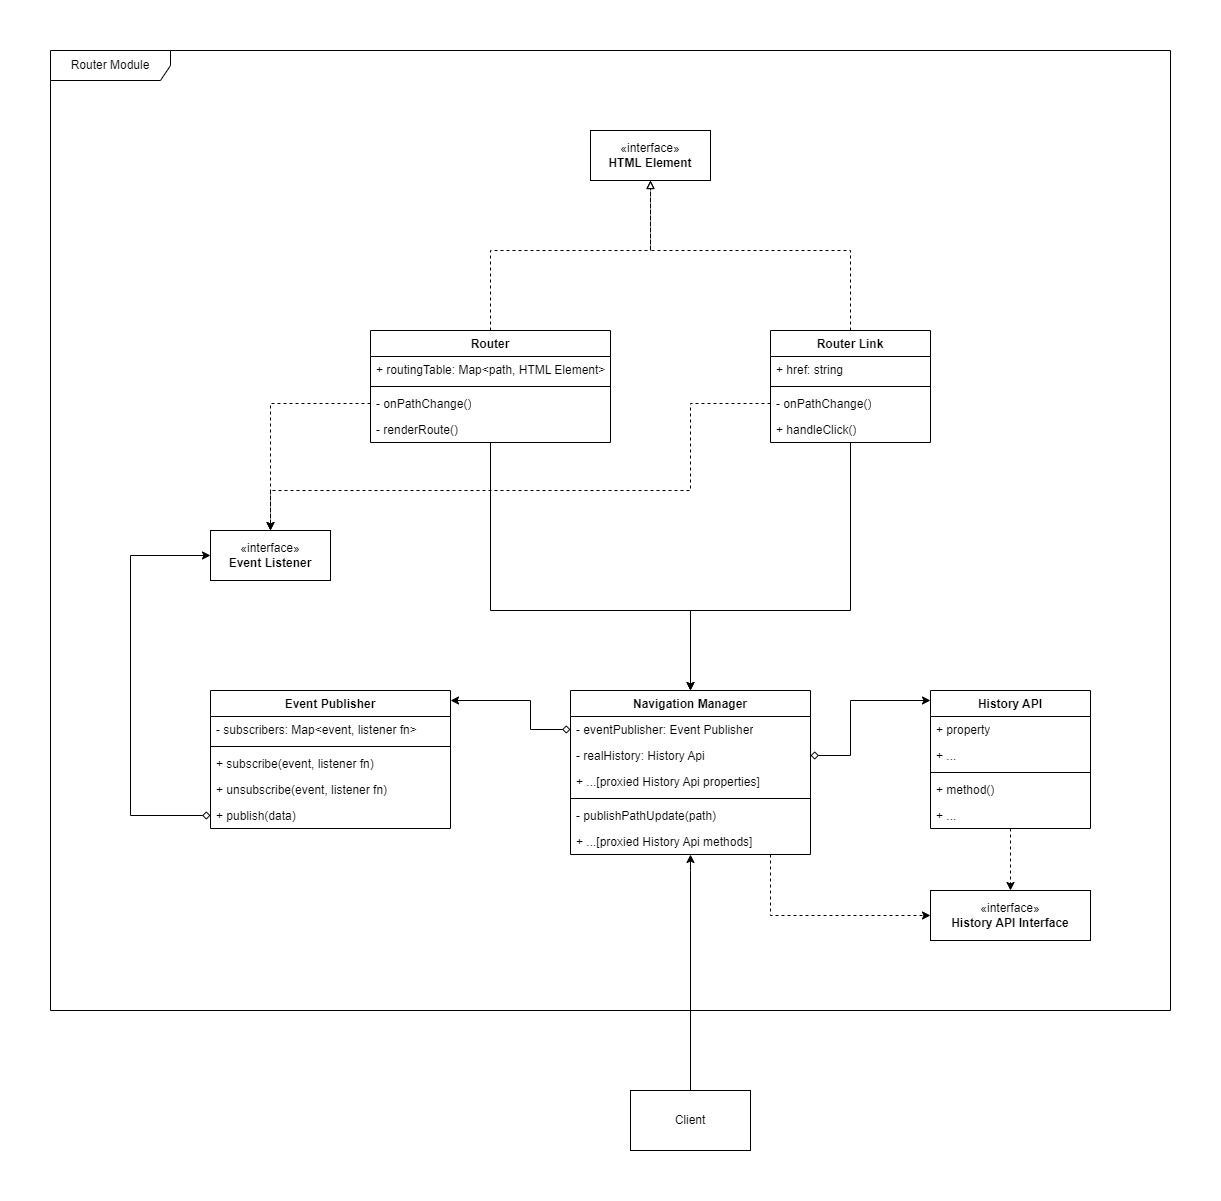 Router Module
«interface»
HTML Element
Router
+ routingTable: Map<path, HTML Element>
- onPathChange()
- renderRoute()
Router Link
+ href: string
- onPathChange()
+ handleClick()
«interface»
Event Listener
Event Publisher
- subscribers: Map<event, listener fn>
+ subscribe(event, listener fn)
+ unsubscribe(event, listener fn)
+ publish(data)
Navigation Manager
- eventPublisher: Event Publisher
- realHistory: History Api
+ ...[proxied History Api properties]
- publishPathUpdate(path)
+ ...[proxied History Api methods]
History API
+ property
+ ...
+ method()
+ ...
«interface»
History API Interface
Client